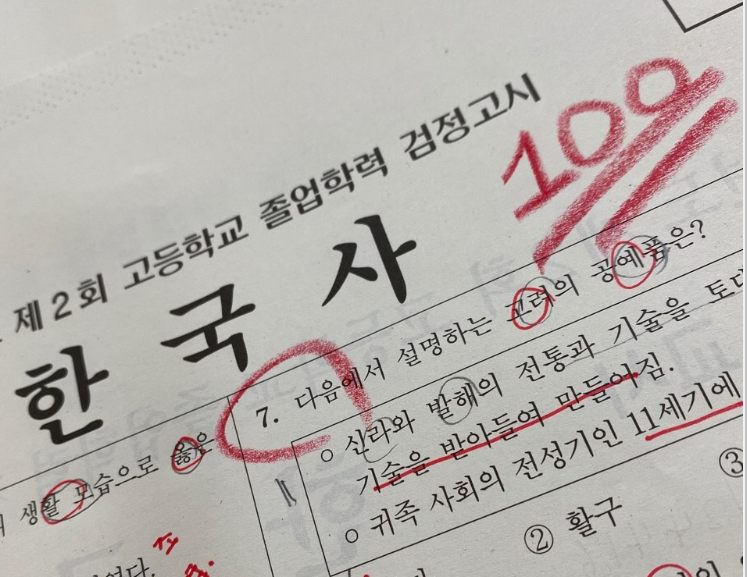 제 2 회 고등학교 졸업학력 검정고시
100
한 국 사
생활 모습으로 옳은
7. 다음에서 설명하는 고려의 공예품은?
○ 신라와 발해의 전통과 기술을 토대
기술을 받아들여 만들어짐.
○ 귀족 사회의 전성기인 11세기에
② 활구
③